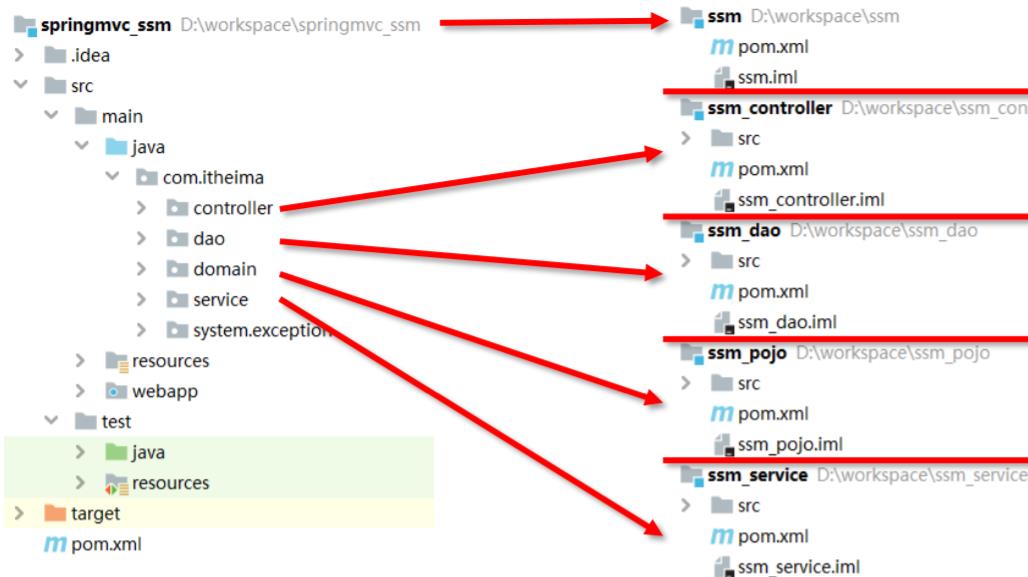 springmvc_ssm D:\workspace\springmvc_ssm
.idea
src
main
java
com.itheima
controller
dao
domain
service
system.exception
resources
webapp
test
java
resources
target
pom.xml
ssm D:\workspace\ssm
pom.xml
ssm.iml
ssm_controller D:\workspace\ssm_con
src
pom.xml
ssm_controller.iml
ssm_dao D:\workspace\ssm_dao
src
pom.xml
ssm_dao.iml
ssm_pojo D:\workspace\ssm_pojo
src
pom.xml
ssm_pojo.iml
ssm_service D:\workspace\ssm_service
src
pom.xml
ssm_service.iml